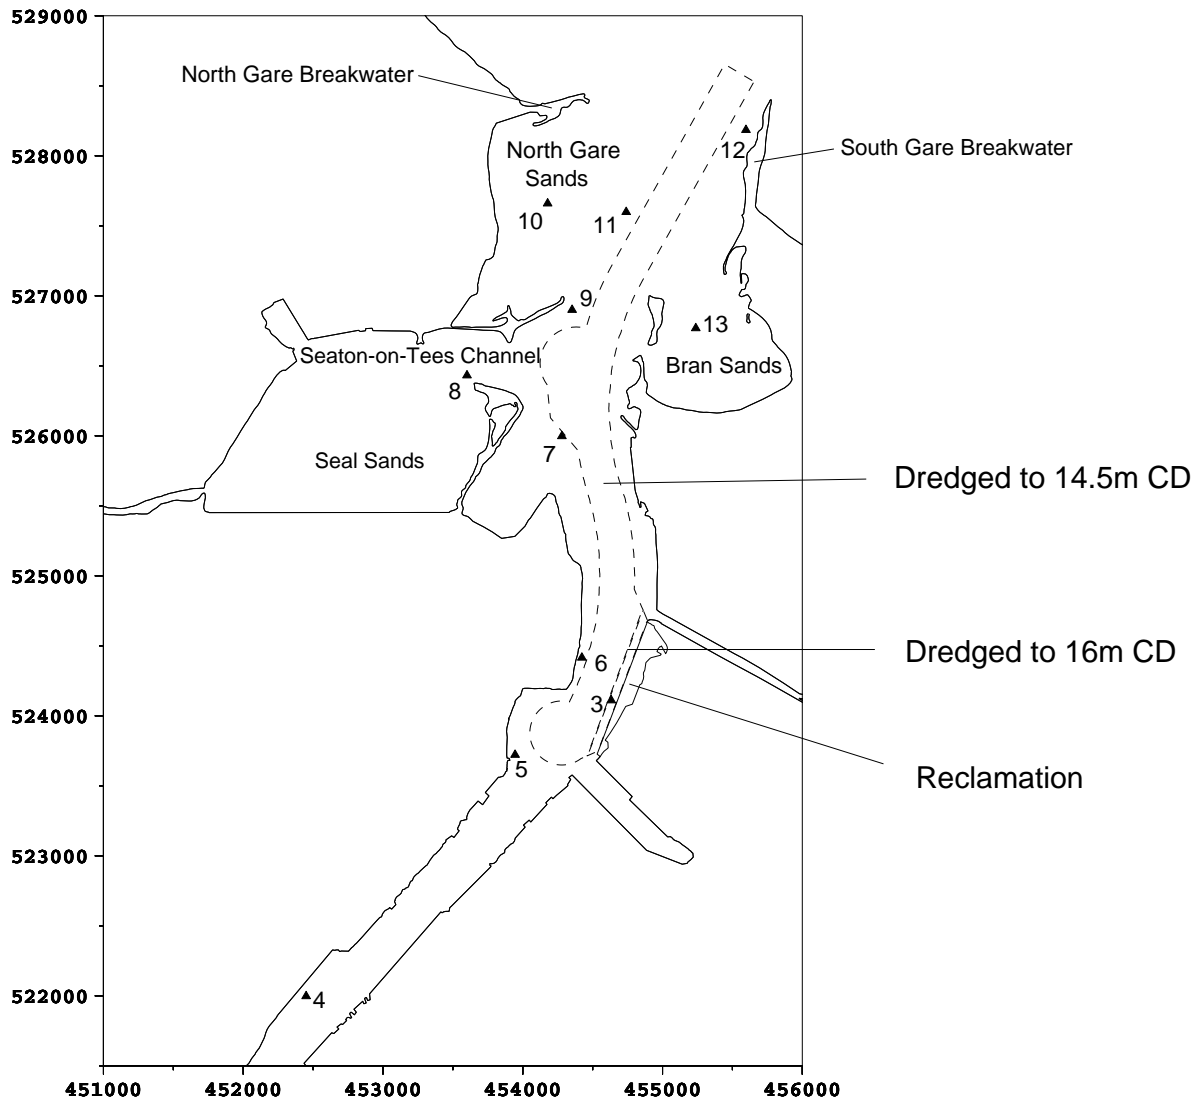 529000
North Gare Breakwater
528000
North Gare
Sands
12
South Gare Breakwater
10
11
527000
9
13
Seaton-on-Tees Channel
Bran Sands
8
526000
7
Seal Sands
Dredged to 14.5m CD
525000
6
Dredged to 16m CD
524000
3
5
Reclamation
523000
522000
4
451000 452000 453000 454000 455000 456000